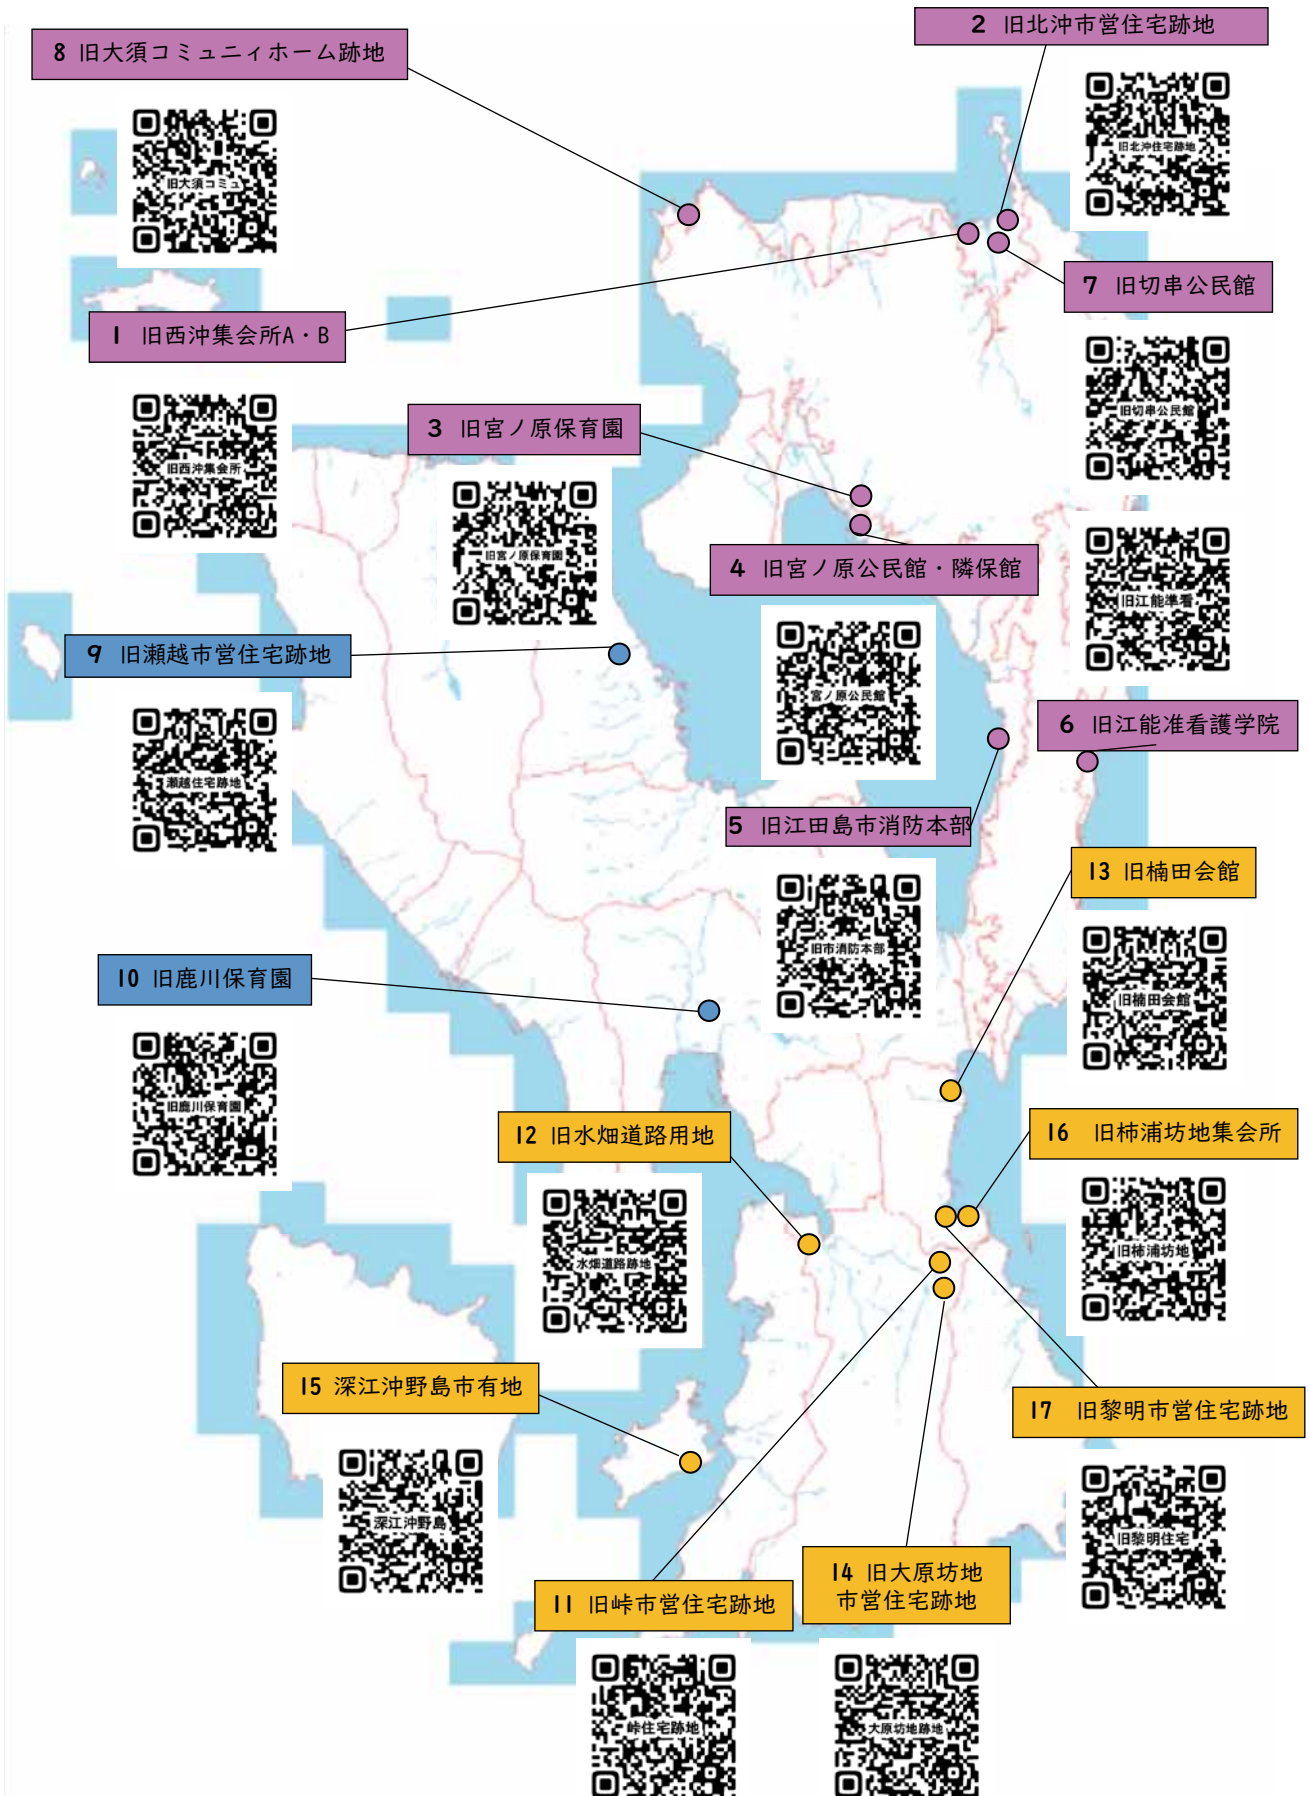 2 旧北沖市営住宅跡地
8 旧大須コミュニィホーム跡地
旧北沖住宅跡地
旧大須コミュ
7 旧切串公民館
1 旧西沖集会所A・B
旧切串公民館
3 旧宮ノ原保育園
旧西沖集会所
旧宮ノ原保育園
4 旧宮ノ原公民館・隣保館
旧江能準看
9 旧瀬越市営住宅跡地
宮ノ原公民館
6 旧江能准看護学院
瀬越住宅跡地
5 旧江田島市消防本部
13 旧楠田会館
旧市消防本部
10 旧鹿川保育園
旧楠田会館
旧鹿川保育園
12 旧水畑道路用地
16 旧柿浦坊地集会所
旧柿浦坊地
水畑道路跡地
15 深江沖野島市有地
17 旧黎明市営住宅跡地
深江沖野島
旧黎明住宅
14 旧大原坊地
市営住宅跡地
11 旧峠市営住宅跡地
峠住宅跡地
大原坊地跡地